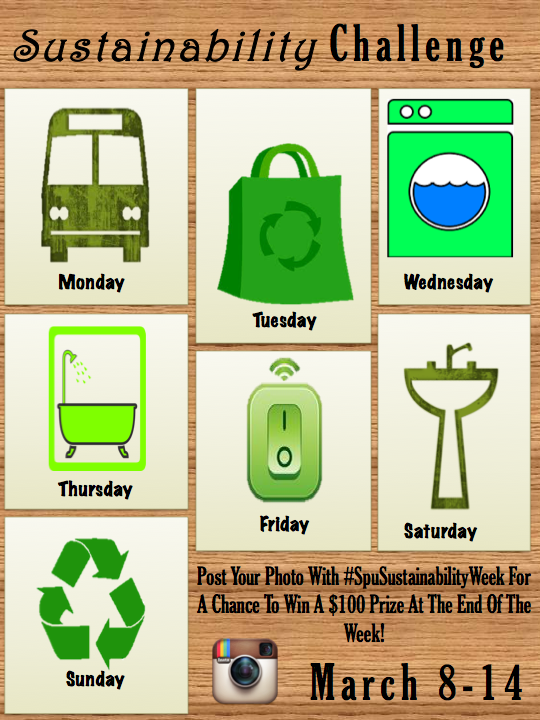 Sustainability Challenge
Monday
Tuesday
Wednesday
Thursday
Friday
Saturday
Sunday
Post Your Photo With #SpuSustainabilityWeek For
A Chance To Win A $100 Prize At The End Of The
Week!
March 8-14